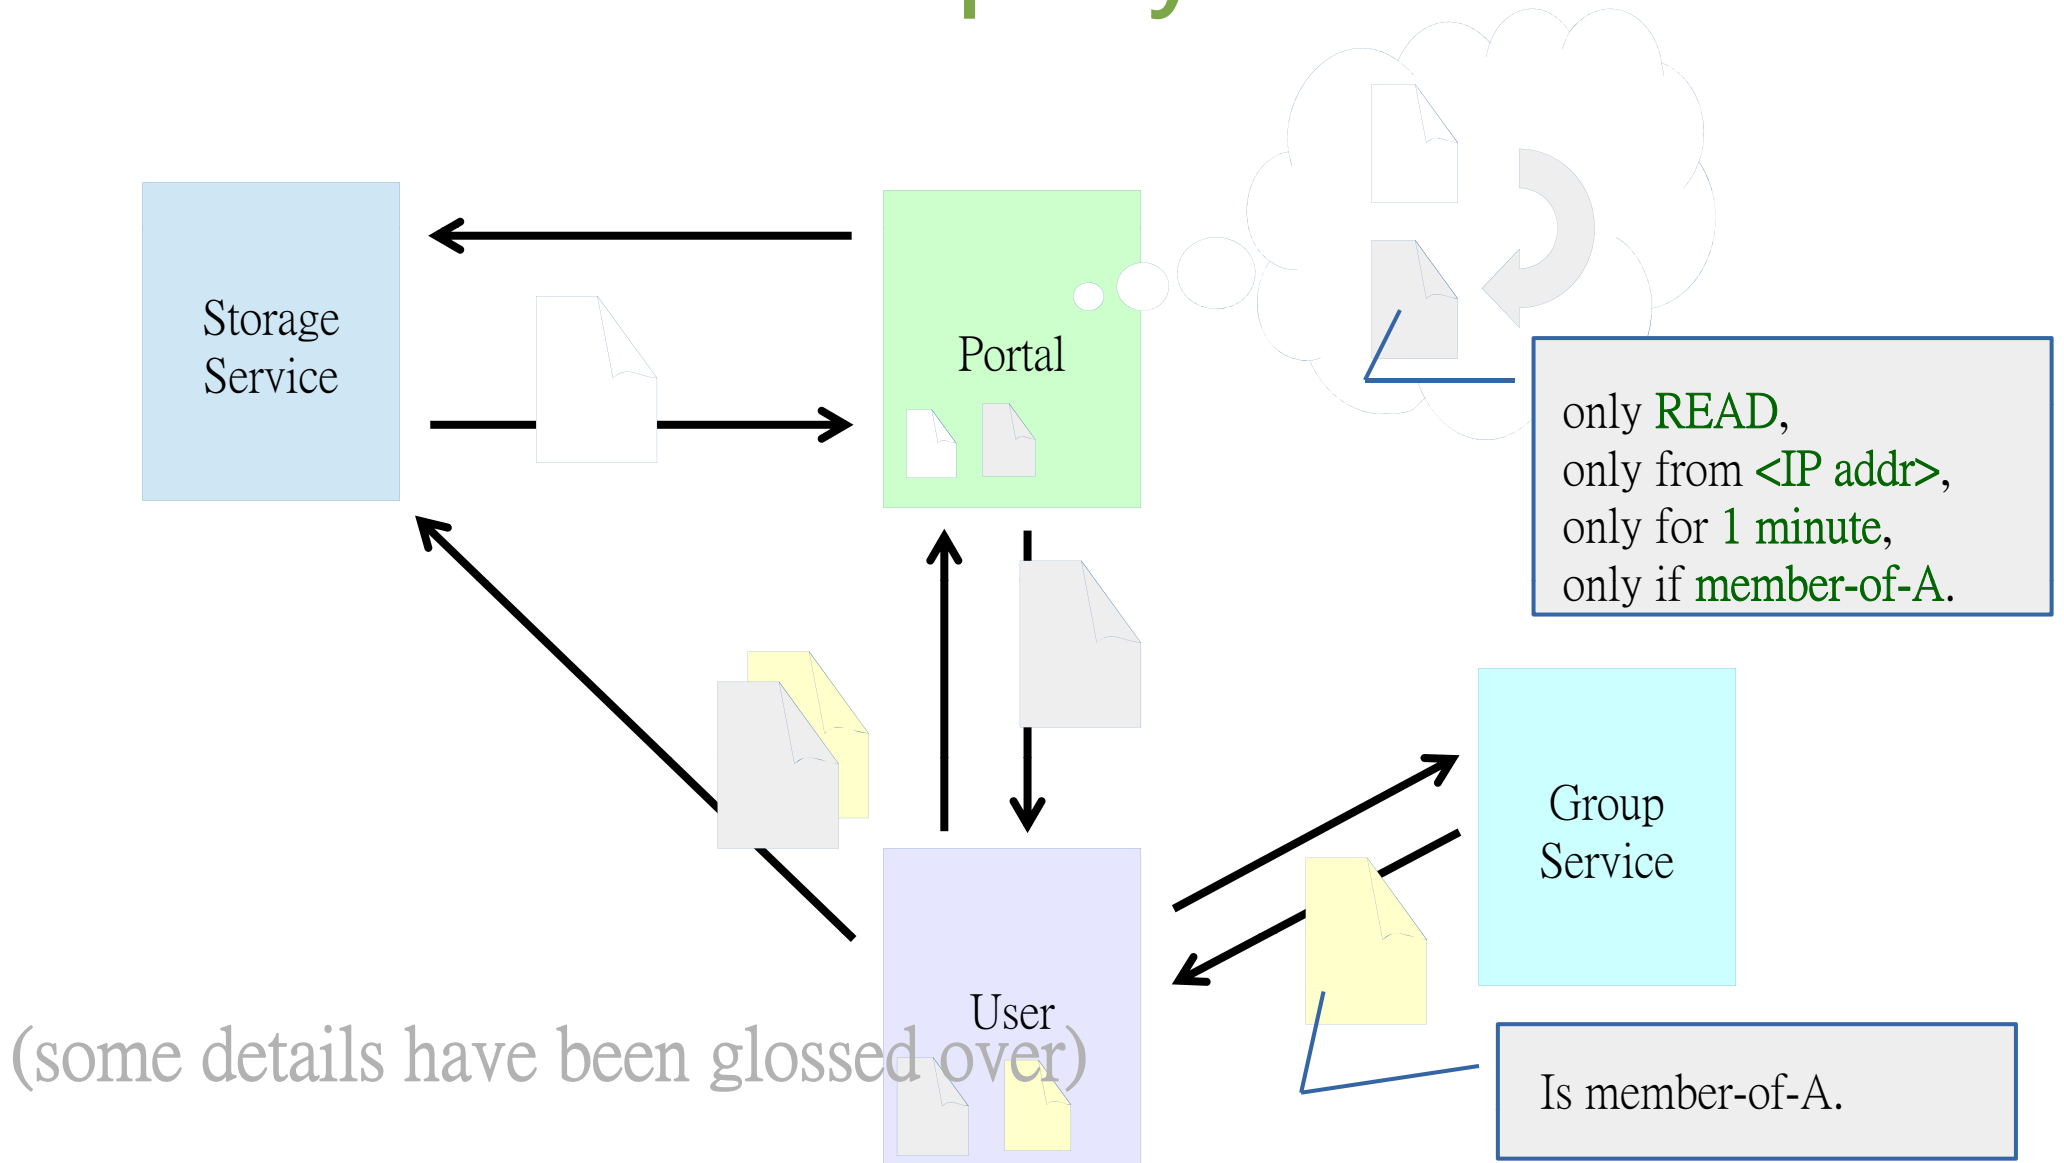 Storage
Service
Portal
only READ,
only from <IP addr>,
only for 1 minute,
only if member-of-A.
Group
Service
User
(some details have been glossed over)
Is member-of-A.